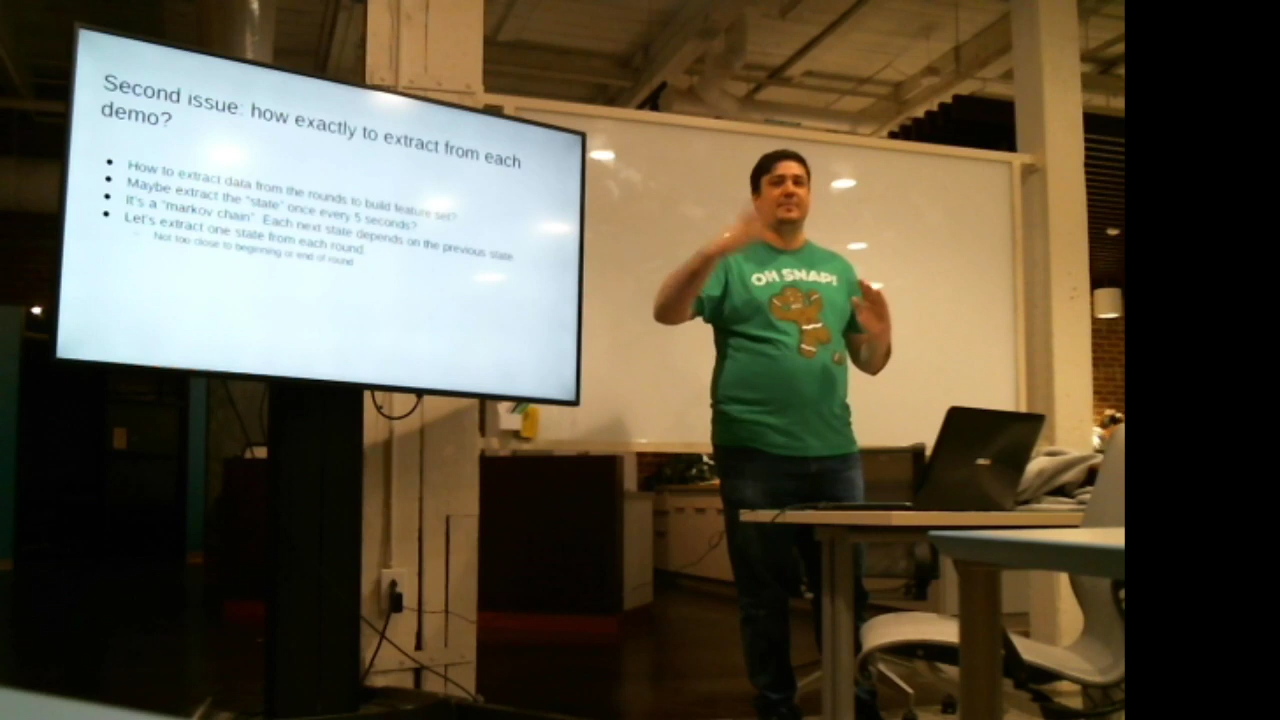 Second issue: how exactly to extract from each
demo?
How to extract data from the rounds to build feature set?
Maybe extract the "state" once every 5 seconds?
It's a "markov chain". Each next state depends on the previous state
Let's extract one state from each round.
Not too close to beginning or end of round
OH SNAP!